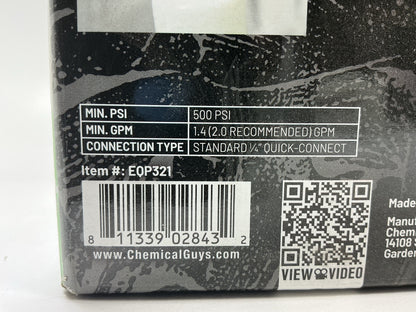 MIN. PSI 500 PSI
MIN. GPM 1.4 (2.0 RECOMMENDED) GPM
CONNECTION TYPE STANDARD ¼" QUICK-CONNECT
Item #: EQP321
8 11339 02843 2
www.ChemicalGuys.com
VIEW VIDEO
Made
Manuf
Chemi
14108 S
Garden